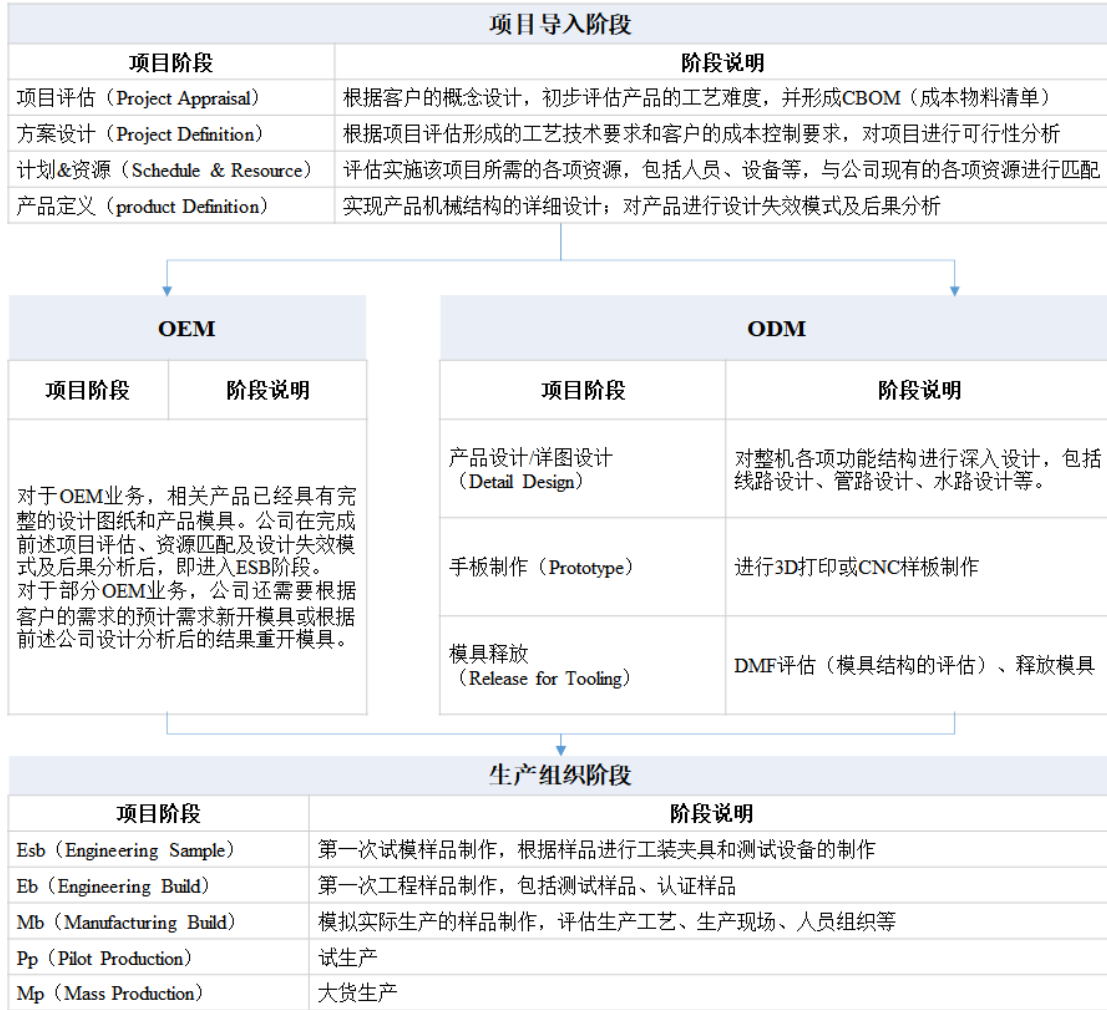 项目导入阶段
项目阶段 阶段说明
项目评估（Project Appraisal） 根据客户的概念设计，初步评估产品的工艺难度，并形成CBOM（成本物料清单）
方案设计（Project Definition） 根据项目评估形成的工艺技术要求和客户的成本控制要求，对项目进行可行性分析
计划&资源（Schedule & Resource） 评估实施该项目所需的各项资源，包括人员、设备等，与公司现有的各项资源进行匹配
产品定义（product Definition） 实现产品机械结构的详细设计；对产品进行设计失效模式及后果分析
OEM
项目阶段 阶段说明
对于OEM业务，相关产品已经具有完
整的设计图纸和产品模具。公司在完成
前述项目评估、资源匹配及设计失效模
式及后果分析后，即进入ESB阶段。
对于部分OEM业务，公司还需要根据
客户的需求的预计需求新开模具或根据
前述公司设计分析后的结果重开模具。
ODM
项目阶段 阶段说明
产品设计/详图设计
（Detail Design）
对整机各项功能结构进行深入设计，包括
线路设计、管路设计、水路设计等。
手板制作（Prototype） 进行3D打印或CNC样板制作
模具释放
（Release for Tooling）
DMF评估（模具结构的评估）、释放模具
生产组织阶段
项目阶段 阶段说明
Esb（Engineering Sample） 第一次试模样品制作，根据样品进行工装夹具和测试设备的制作
Eb（Engineering Build） 第一次工程样品制作，包括测试样品、认证样品
Mb（Manufacturing Build） 模拟实际生产的样品制作，评估生产工艺、生产现场、人员组织等
Pp（Pilot Production） 试生产
Mp（Mass Production） 大货生产